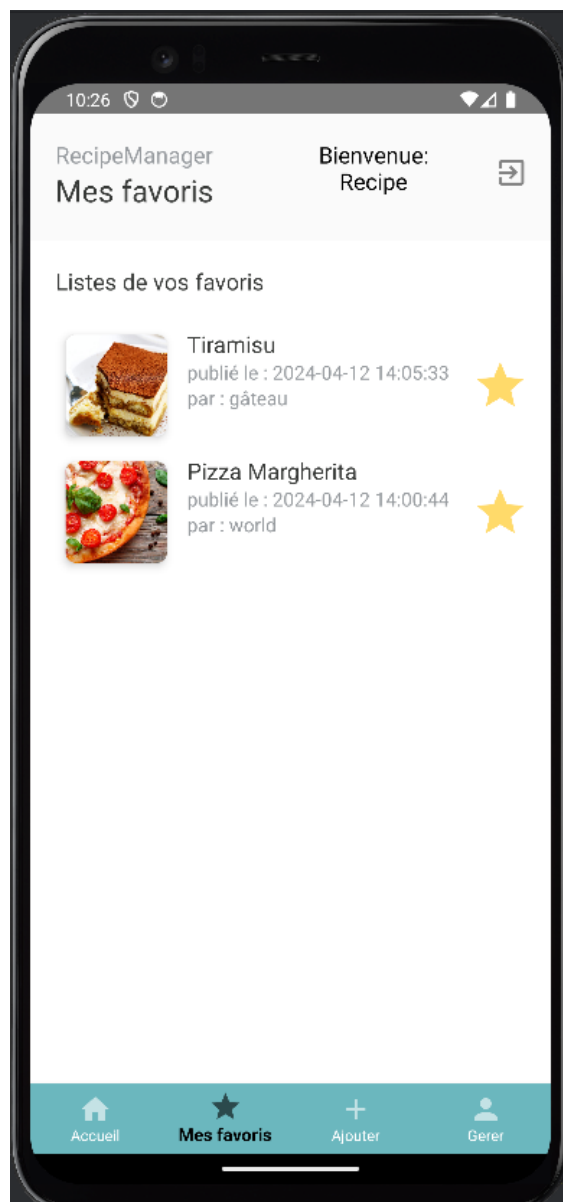 10:26
RecipeManager
Mes favoris
Bienvenue:
Recipe
Listes de vos favoris
Tiramisu
publié le : 2024-04-12 14:05:33
par : gâteau
Pizza Margherita
publié le : 2024-04-12 14:00:44
par : world
Accueil
Mes favoris
Ajouter
Gerer